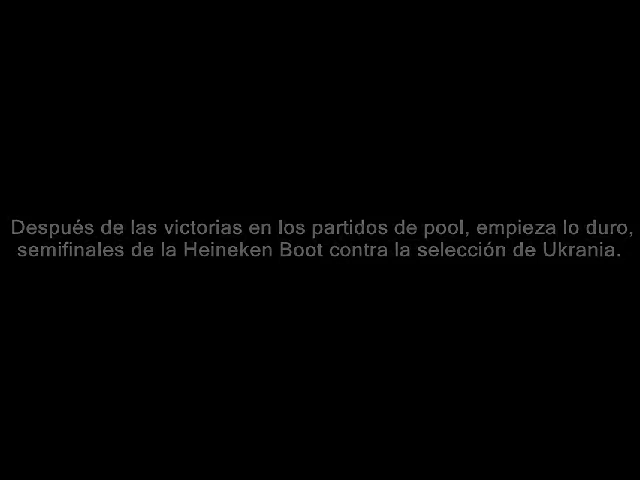 Después de las victorias en los partidos de pool, empieza lo duro,
semifinales de la Heineken Boot contra la selección de Ukrania.